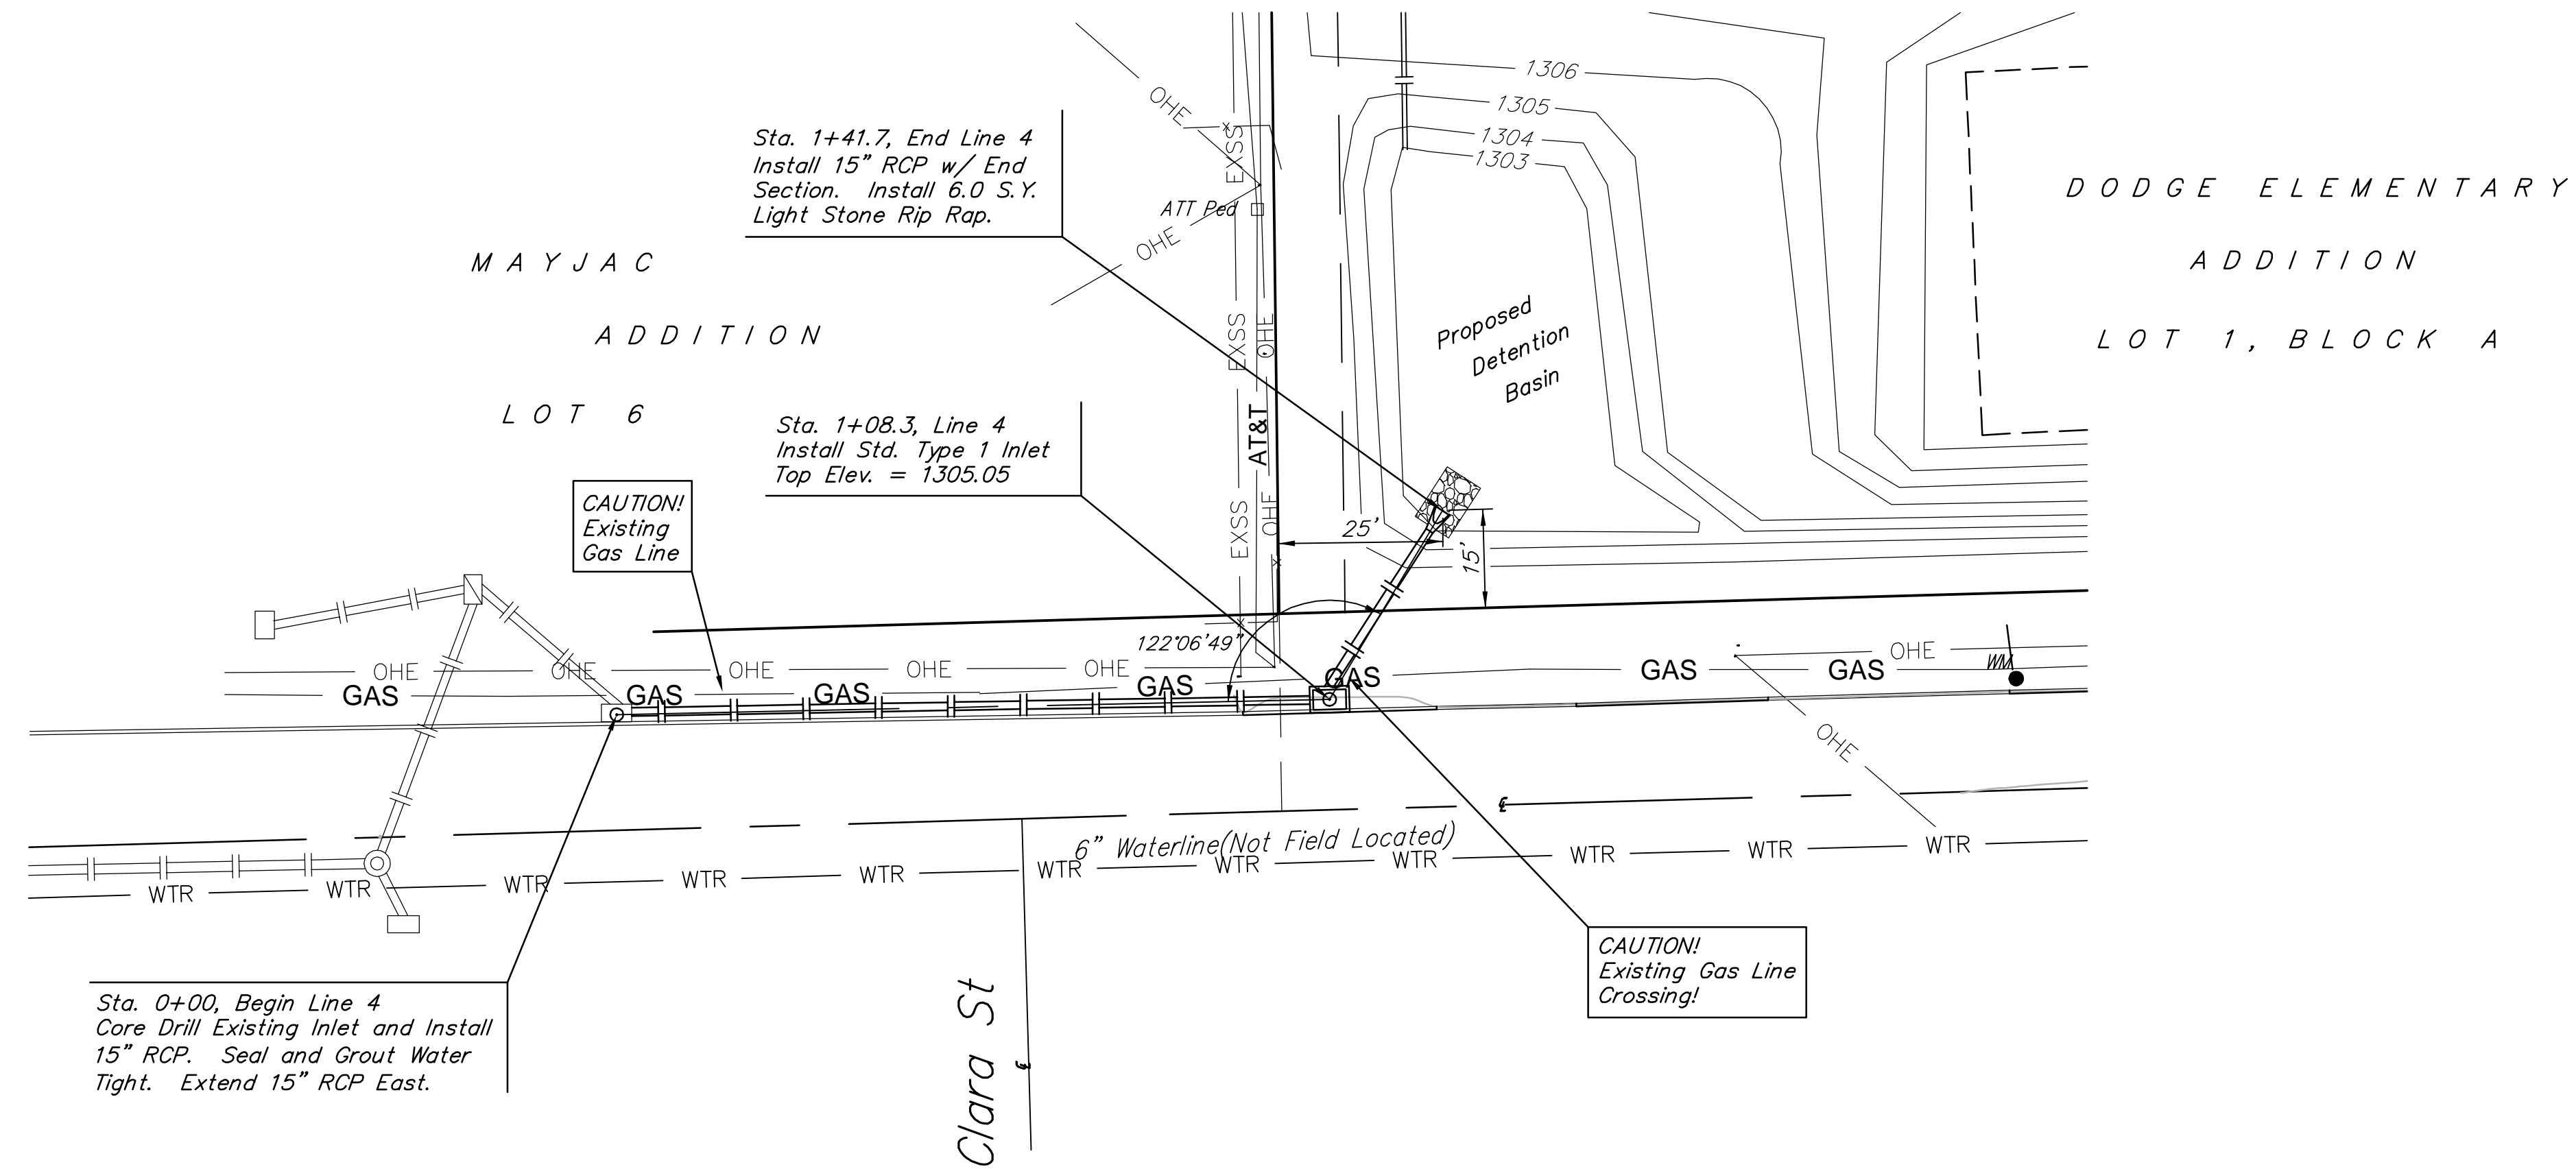 1306
1305
1304
1303
OHE
EXSS
ATT Ped
OHE
Sta. 1+41.7, End Line 4
Install 15" RCP w/ End
Section. Install 6.0 S.Y.
Light Stone Rip Rap.
DODGE ELEMENTARY
ADDITION
LOT 1, BLOCK A
MAYJAC
ADDITION
LOT 6
EXSS
OHE
Proposed
Detention
Basin
Sta. 1+08.3, Line 4
Install Std. Type 1 Inlet
Top Elev. = 1305.05
AT&T
CAUTION!
Existing
Gas Line
EXSS
OHE
25'
15'
122°06'49"
OHE
OHE
OHE
OHE
OHE
OHE
WM
GAS
GAS
GAS
GAS
GAS
GAS
GAS
OHE
6" Waterline(Not Field Located)
WTR
WTR
WTR
WTR
WTR
WTR
WTR
WTR
WTR
WTR
WTR
CAUTION!
Existing Gas Line
Crossing!
Sta. 0+00, Begin Line 4
Core Drill Existing Inlet and Install
15" RCP. Seal and Grout Water
Tight. Extend 15" RCP East.
Clara St